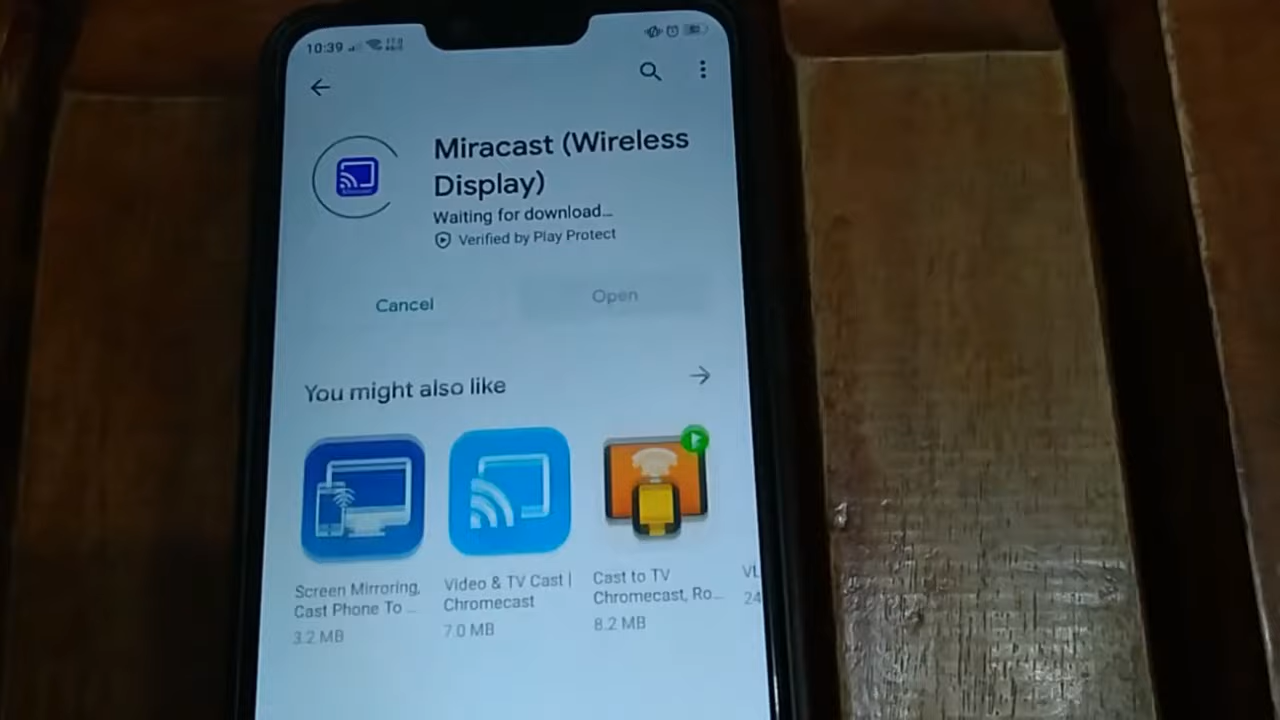 10:39
Miracast (Wireless
Display)
Waiting for download...
Verified by Play Protect
Cancel
Open
You might also like
Screen Mirroring,
Cast Phone To ...
3.2 MB
Video & TV Cast |
Chromecast
7.0 MB
Cast to TV
Chromecast, Ro...
8.2 MB
VL
24